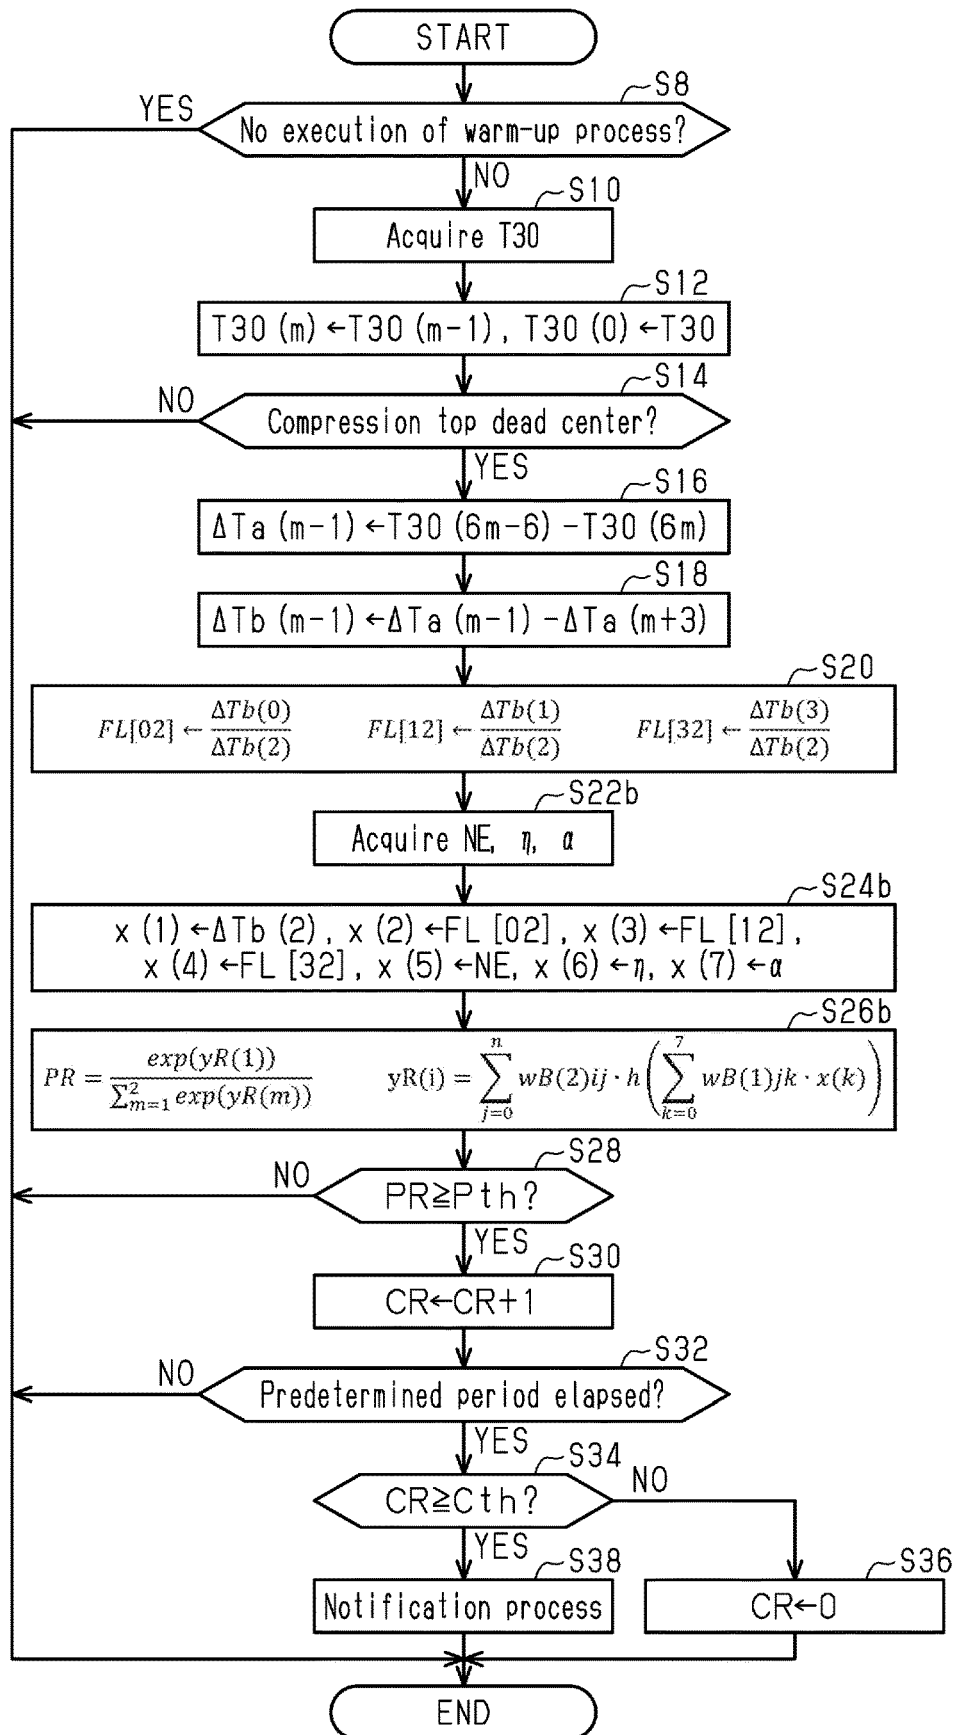 START
S8
YES
No execution of warm-up process?
NO
S10
Acquire T30
S12
T30 (m) ←T30 (m-1) , T30 (0) ←T30
S14
NO
Compression top dead center?
YES
S16
ΔTa (m-1) ←T30 (6m-6) -T30 (6m)
S18
ΔTb (m-1) ←ΔTa (m-1) -ΔTa (m+3)
S20
FL[02] ← ΔTb(0)/ΔTb(2) FL[12] ← ΔTb(1)/ΔTb(2) FL[32] ← ΔTb(3)/ΔTb(2)
S22b
Acquire NE, η, α
S24b
x (1) ←ΔTb (2) , x (2) ←FL [02] , x (3) ←FL [12] ,
x (4) ←FL [32] , x (5) ←NE, x (6) ←η, x (7) ←α
S26b
PR = exp(yR(1))/∑_{m=1}^{2} exp(yR(m)) yR(i) = ∑_{j=0}^{n} wB(2)ij · h(∑_{k=0}^{7} wB(1)jk · x(k))
S28
NO
PR≧Pth?
YES
S30
CR←CR+1
S32
NO
Predetermined period elapsed?
YES
S34
CR≧Cth?
NO
YES
S38
Notification process
S36
CR←0
END